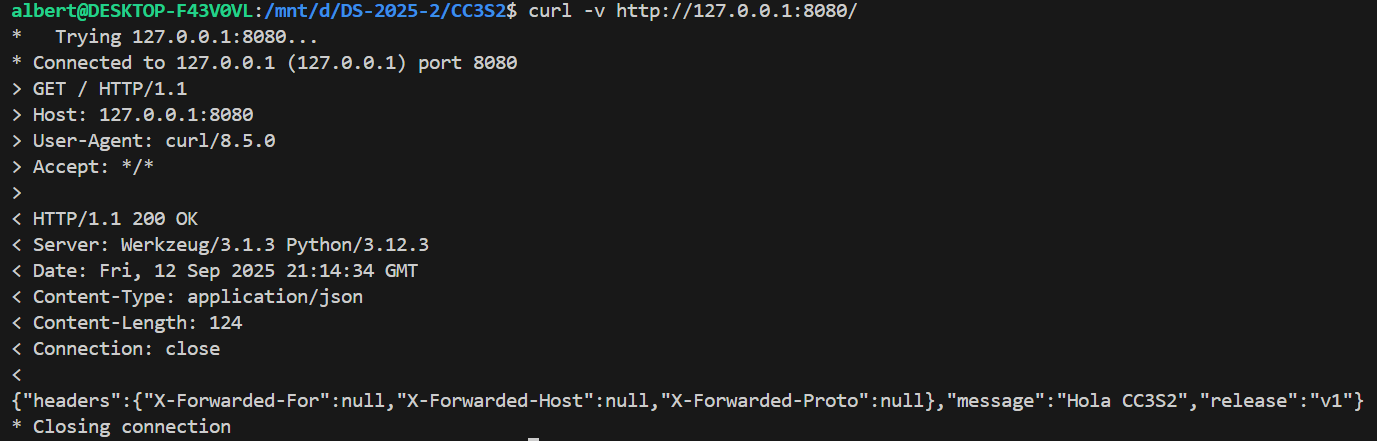 albert@DESKTOP-F43V0VL:/mnt/d/DS-2025-2/CC3S2$ curl -v http://127.0.0.1:8080/
*   Trying 127.0.0.1:8080...
* Connected to 127.0.0.1 (127.0.0.1) port 8080
> GET / HTTP/1.1
> Host: 127.0.0.1:8080
> User-Agent: curl/8.5.0
> Accept: */*
>
< HTTP/1.1 200 OK
< Server: Werkzeug/3.1.3 Python/3.12.3
< Date: Fri, 12 Sep 2025 21:14:34 GMT
< Content-Type: application/json
< Content-Length: 124
< Connection: close
<
{"headers":{"X-Forwarded-For":null,"X-Forwarded-Host":null,"X-Forwarded-Proto":null},"message":"Hola CC3S2","release":"v1"}
* Closing connection